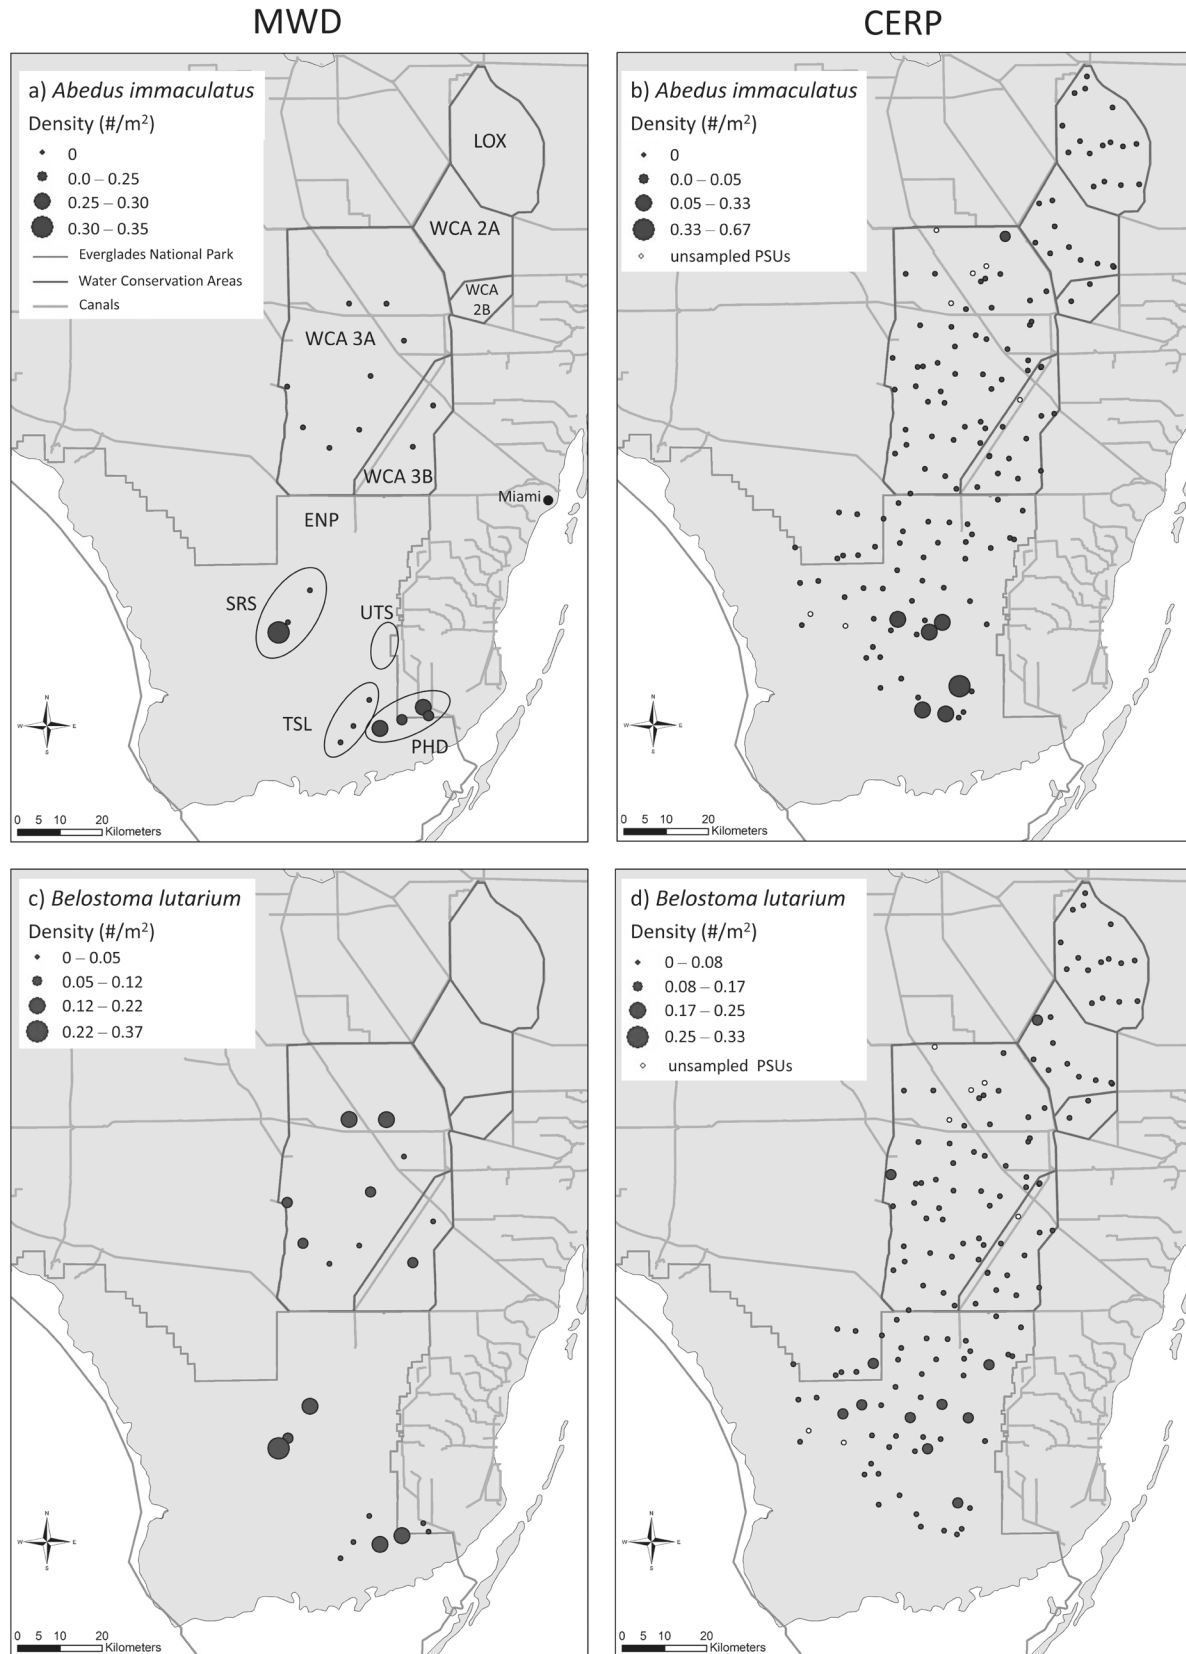 MWD
CERP
a) Abedus immaculatus
Density (#/m²)
0
0.0 – 0.25
0.25 – 0.30
0.30 – 0.35
Everglades National Park
Water Conservation Areas
Canals
LOX
WCA 2A
WCA
2B
WCA 3A
WCA 3B
Miami
ENP
SRS
UTS
TSL
PHD
N
W
E
S
0 5 10 20
Kilometers
b) Abedus immaculatus
Density (#/m²)
0
0.0 – 0.05
0.05 – 0.33
0.33 – 0.67
unsampled PSUs
N
W
E
S
0 5 10 20
Kilometers
c) Belostoma lutarium
Density (#/m²)
0 – 0.05
0.05 – 0.12
0.12 – 0.22
0.22 – 0.37
N
W
E
S
0 5 10 20
Kilometers
d) Belostoma lutarium
Density (#/m²)
0 – 0.08
0.08 – 0.17
0.17 – 0.25
0.25 – 0.33
unsampled PSUs
N
W
E
S
0 5 10 20
Kilometers